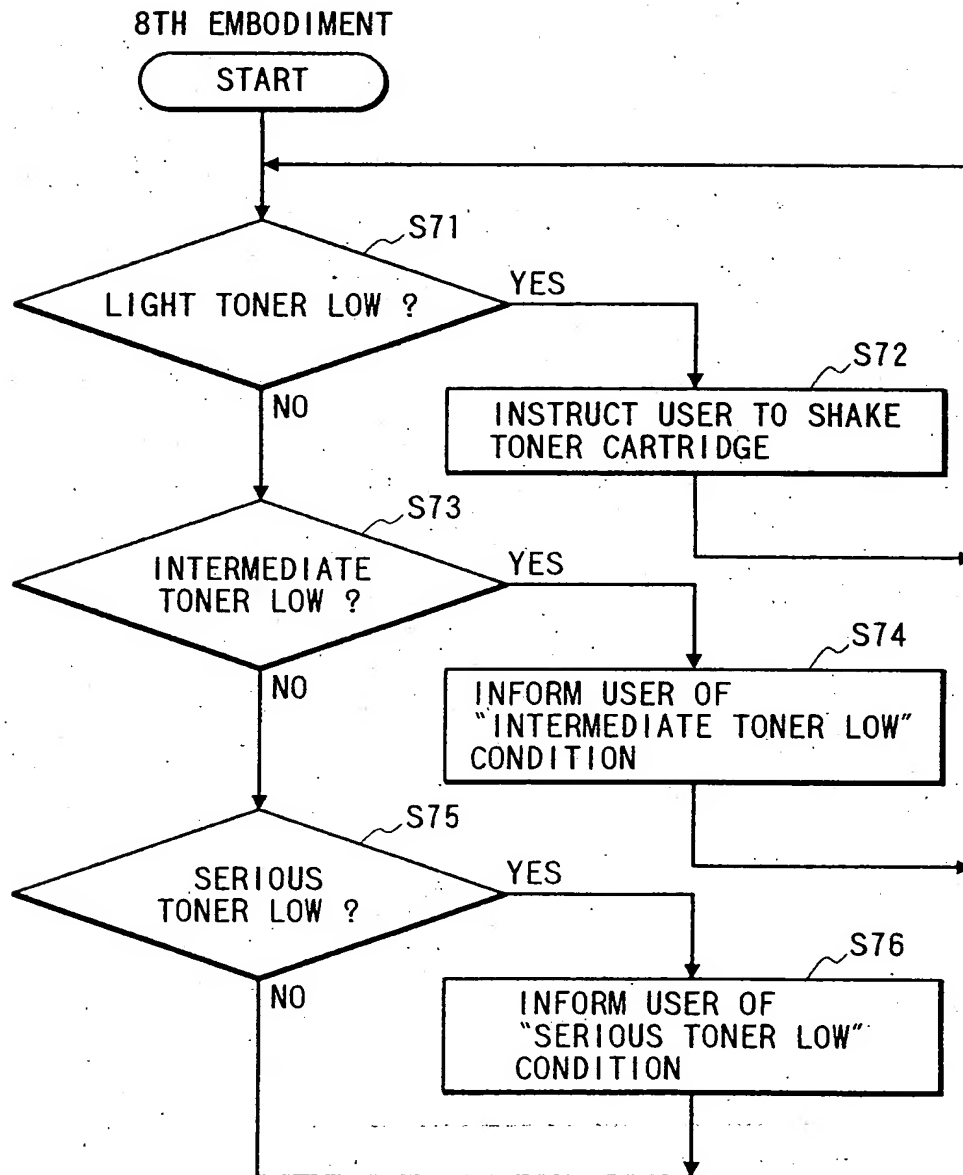 8TH EMBODIMENT
START
S71
LIGHT TONER LOW ?
YES
NO
S72
INSTRUCT USER TO SHAKE
TONER CARTRIDGE
S73
INTERMEDIATE
TONER LOW ?
YES
NO
S74
INFORM USER OF
"INTERMEDIATE TONER LOW"
CONDITION
S75
SERIOUS
TONER LOW ?
YES
NO
S76
INFORM USER OF
"SERIOUS TONER LOW"
CONDITION